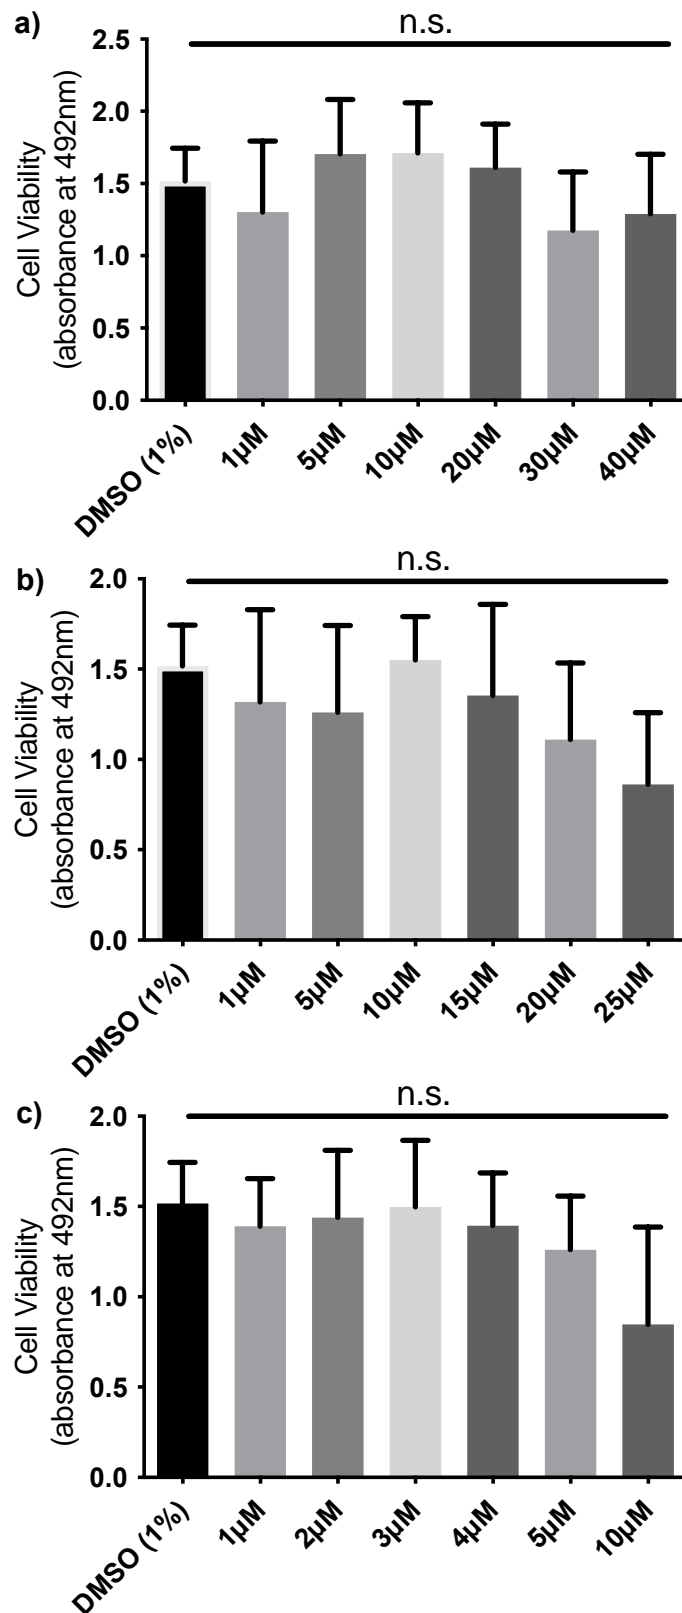 a)
n.s.
Cell Viability
(absorbance at 492nm)
2.5
2.0
1.5
1.0
0.5
0.0
DMSO (1%)
1µM
5µM
10µM
20µM
30µM
40µM
b)
n.s.
Cell Viability
(absorbance at 492nm)
2.0
1.5
1.0
0.5
0.0
DMSO (1%)
1µM
5µM
10µM
15µM
20µM
25µM
c)
n.s.
Cell Viability
(absorbance at 492nm)
2.0
1.5
1.0
0.5
0.0
DMSO (1%)
1µM
2µM
3µM
4µM
5µM
10µM